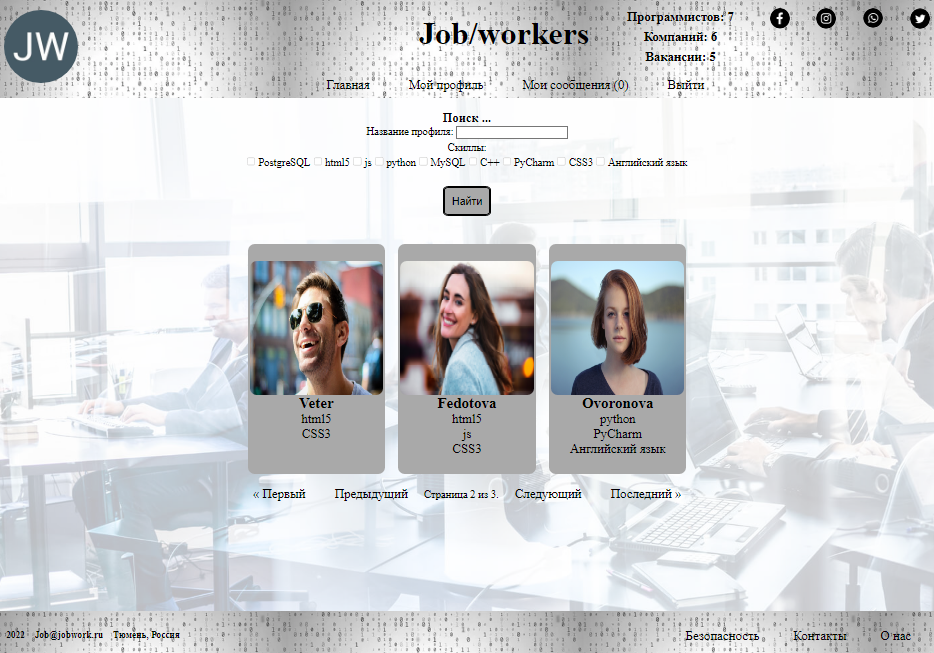 JW
Job/workers
Программистов: 7
Компаний: 6
Вакансии: 5
Главная Мой профиль Мои сообщения (0) Выйти
Поиск ...
Название профиля:
Скиллы:
PostgreSQL html5 js python MySQL C++ PyCharm CSS3 Английский язык
Найти
Veter
html5
CSS3
Fedotova
html5
js
CSS3
Ovoronova
python
PyCharm
Английский язык
« Первый Предыдущий Страница 2 из 3. Следующий Последний »
2022 Job@jobwork.ru Тюмень, Россия
Безопасность Контакты О нас